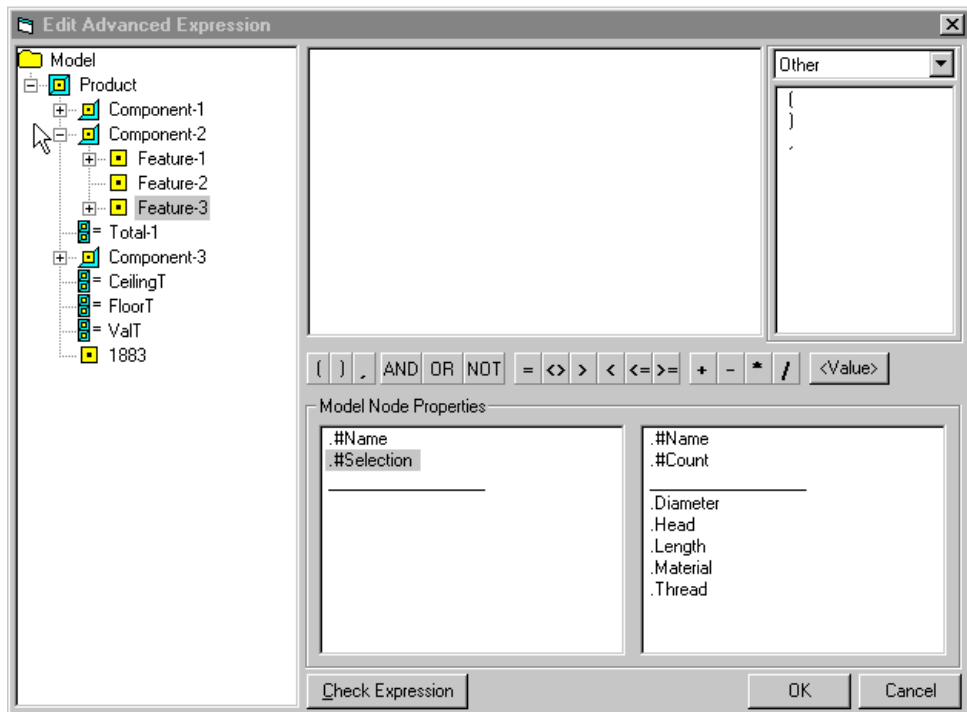 Edit Advanced Expression
Model
Product
Component-1
Component-2
Feature-1
Feature-2
Feature-3
= Total-1
Component-3
= CeilingT
= FloorT
= ValT
1883
Other
(
)
,
( ) , AND OR NOT = <> > < <= >= + - * / <Value>
Model Node Properties
.#Name
.#Selection
.#Name
.#Count
.Diameter
.Head
.Length
.Material
.Thread
Check Expression
OK
Cancel